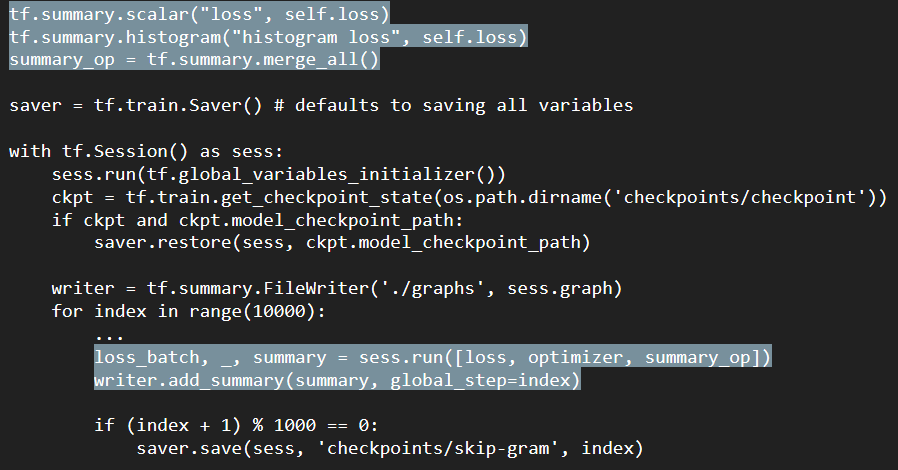 tf.summary.scalar("loss", self.loss)
tf.summary.histogram("histogram loss", self.loss)
summary_op = tf.summary.merge_all()
saver = tf.train.Saver() # defaults to saving all variables
with tf.Session() as sess:
    sess.run(tf.global_variables_initializer())
    ckpt = tf.train.get_checkpoint_state(os.path.dirname('checkpoints/checkpoint'))
    if ckpt and ckpt.model_checkpoint_path:
        saver.restore(sess, ckpt.model_checkpoint_path)
    writer = tf.summary.FileWriter('./graphs', sess.graph)
    for index in range(10000):
        ...
        loss_batch, _, summary = sess.run([loss, optimizer, summary_op])
        writer.add_summary(summary, global_step=index)
        if (index + 1) % 1000 == 0:
            saver.save(sess, 'checkpoints/skip-gram', index)